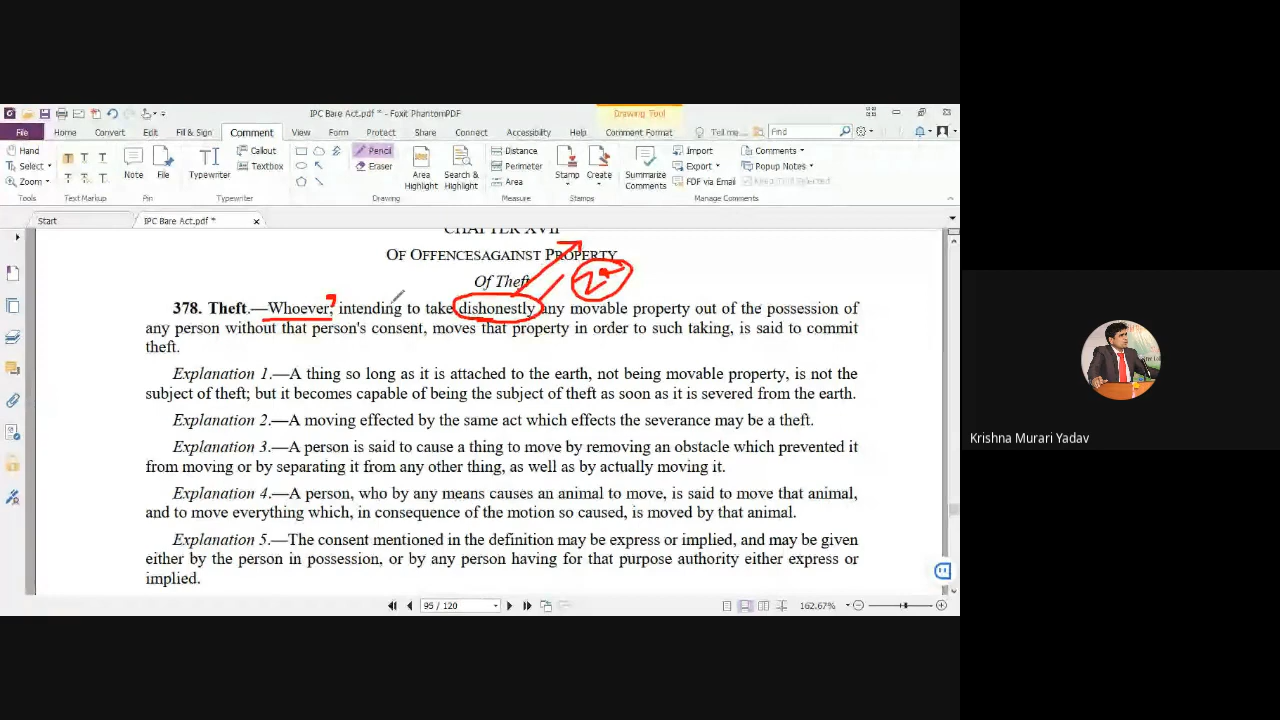 IPC Bare Act.pdf * - Foxit PhantomPDF
Drawing Tool
File Home Convert Edit Fill & Sign Comment View Form Protect Share Connect Accessibility Help Comment Format Tell me... Find
Hand
Select
Zoom
Tools
Text Markup
Note
File
Pin
Typewriter
Callout
Textbox
Typewriter
Pencil
Eraser
Drawing
Area Highlight
Search & Highlight
Distance
Perimeter
Area
Measure
Stamp
Create
Stamps
Summarize Comments
Import
Export
FDF via Email
Comments
Popup Notes
Keep Tool Selected
Manage Comments
Start
IPC Bare Act.pdf *
CHAPTER XVII
OF OFFENCESAGAINST PROPERTY
Of Theft
378. Theft.—Whoever, intending to take dishonestly any movable property out of the possession of
any person without that person's consent, moves that property in order to such taking, is said to commit
theft.
Explanation 1.—A thing so long as it is attached to the earth, not being movable property, is not the
subject of theft; but it becomes capable of being the subject of theft as soon as it is severed from the earth.
Explanation 2.—A moving effected by the same act which effects the severance may be a theft.
Explanation 3.—A person is said to cause a thing to move by removing an obstacle which prevented it
from moving or by separating it from any other thing, as well as by actually moving it.
Explanation 4.—A person, who by any means causes an animal to move, is said to move that animal,
and to move everything which, in consequence of the motion so caused, is moved by that animal.
Explanation 5.—The consent mentioned in the definition may be express or implied, and may be given
either by the person in possession, or by any person having for that purpose authority either express or
implied.
95 / 120
162.67%
Krishna Murari Yadav